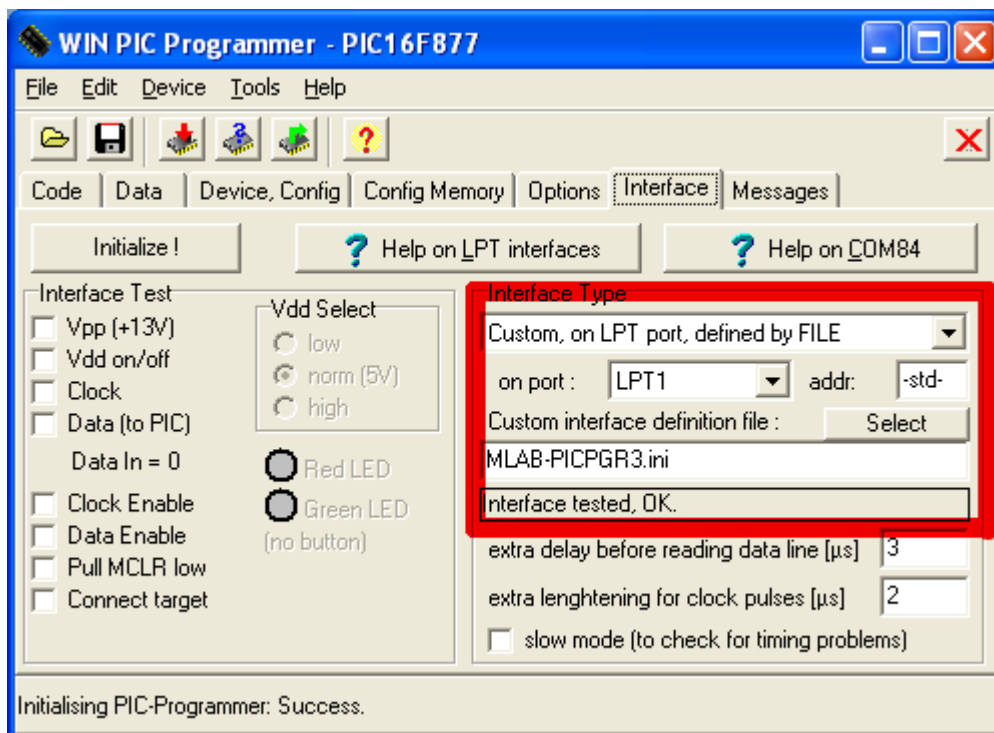 WIN PIC Programmer - PIC16F877
File Edit Device Tools Help
Code Data Device, Config Config Memory Options Interface Messages
Initialize ! ? Help on LPT interfaces ? Help on COM84
Interface Test
Vpp (+13V)
Vdd on/off
Clock
Data (to PIC)
Data In = 0
Clock Enable
Data Enable
Pull MCLR low
Connect target
Vdd Select
low
norm (5V)
high
Red LED
Green LED
(no button)
Interface Type
Custom, on LPT port, defined by FILE
on port : LPT1 addr: -std-
Custom interface definition file : Select
MLAB-PICPGR3.ini
Interface tested, OK.
extra delay before reading data line [µs] 3
extra lenghtening for clock pulses [µs] 2
slow mode (to check for timing problems)
Initialising PIC-Programmer: Success.